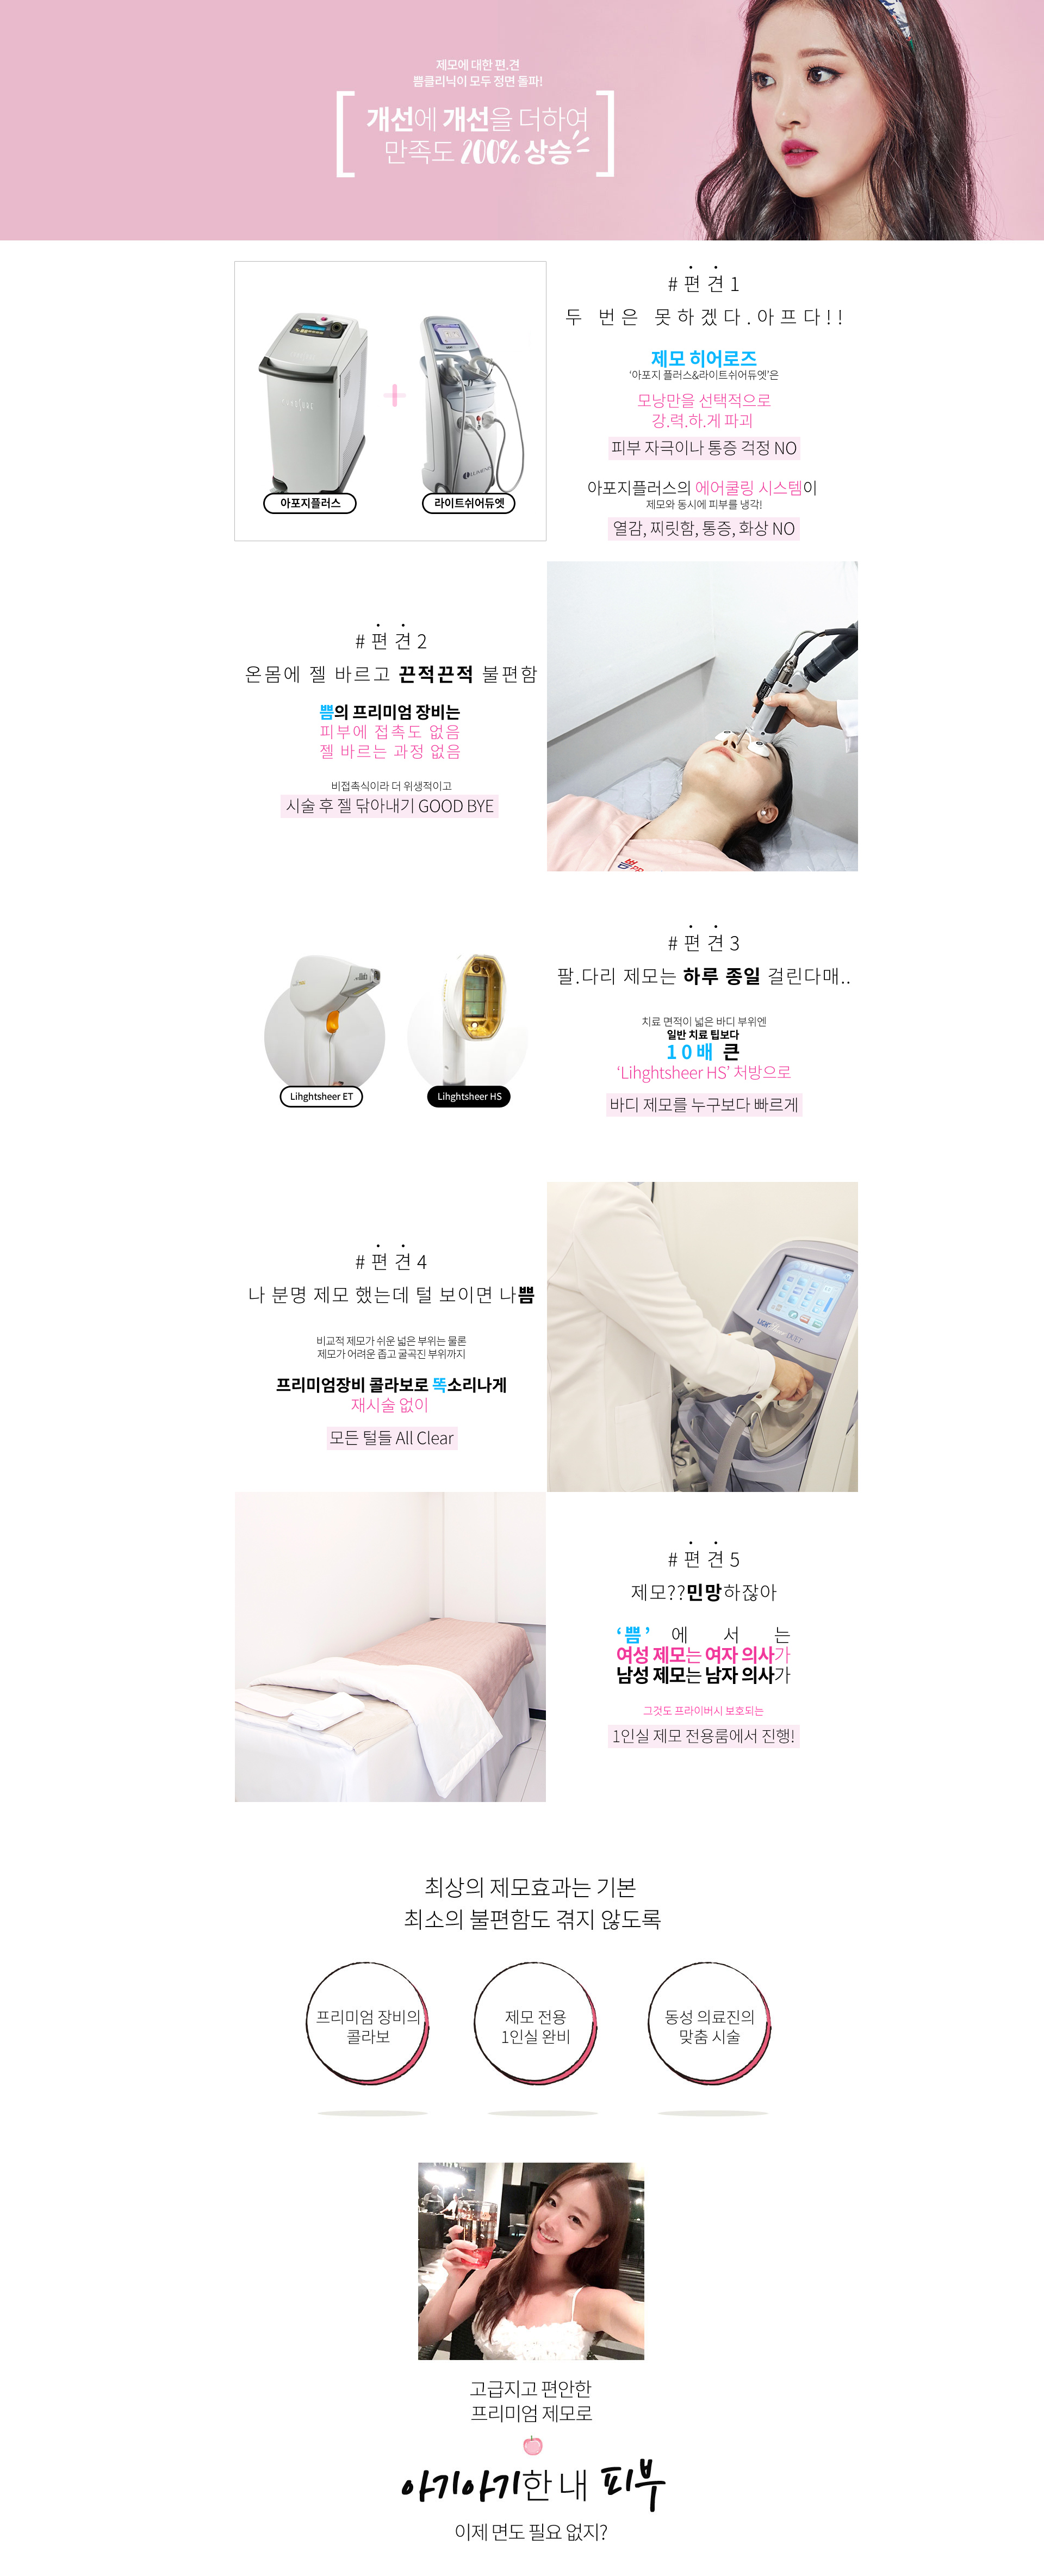 제모에 대한 편.견
쁨클리닉이 모두 정면 돌파!
개선에 개선을 더하여
만족도 200% 상승
CYNOSURE
LUMENIS
아포지플러스
라이트쉬어듀엣
#편견1
두 번은 못하겠다.아프다!!
제모 히어로즈
'아포지 플러스&라이트쉬어듀엣'은
모낭만을 선택적으로
강.력.하.게 파괴
피부 자극이나 통증 걱정 NO
아포지플러스의 에어쿨링 시스템이
제모와 동시에 피부를 냉각!
열감, 찌릿함, 통증, 화상 NO
#편견2
온몸에 젤 바르고 끈적끈적 불편함
쁨의 프리미엄 장비는
피부에 접촉도 없음
젤 바르는 과정 없음
비접촉식이라 더 위생적이고
시술 후 젤 닦아내기 GOOD BYE
Lihghtsheer ET
Lihghtsheer HS
#편견3
팔.다리 제모는 하루 종일 걸린다매..
치료 면적이 넓은 바디 부위엔
일반 치료 팁보다
10배 큰
'Lihghtsheer HS' 처방으로
바디 제모를 누구보다 빠르게
#편견4
나 분명 제모 했는데 털 보이면 나쁨
비교적 제모가 쉬운 넓은 부위는 물론
제모가 어려운 좁고 굴곡진 부위까지
프리미엄장비 콜라보로 똑소리나게
재시술 없이
모든 털들 All Clear
DUET
#편견5
제모??민망하잖아
'쁨' 에서는
여성 제모는 여자 의사가
남성 제모는 남자 의사가
그것도 프라이버시 보호되는
1인실 제모 전용룸에서 진행!
최상의 제모효과는 기본
최소의 불편함도 겪지 않도록
프리미엄 장비의
콜라보
제모 전용
1인실 완비
동성 의료진의
맞춤 시술
고급지고 편안한
프리미엄 제모로
아기아기한 내 피부
이제 면도 필요 없지?